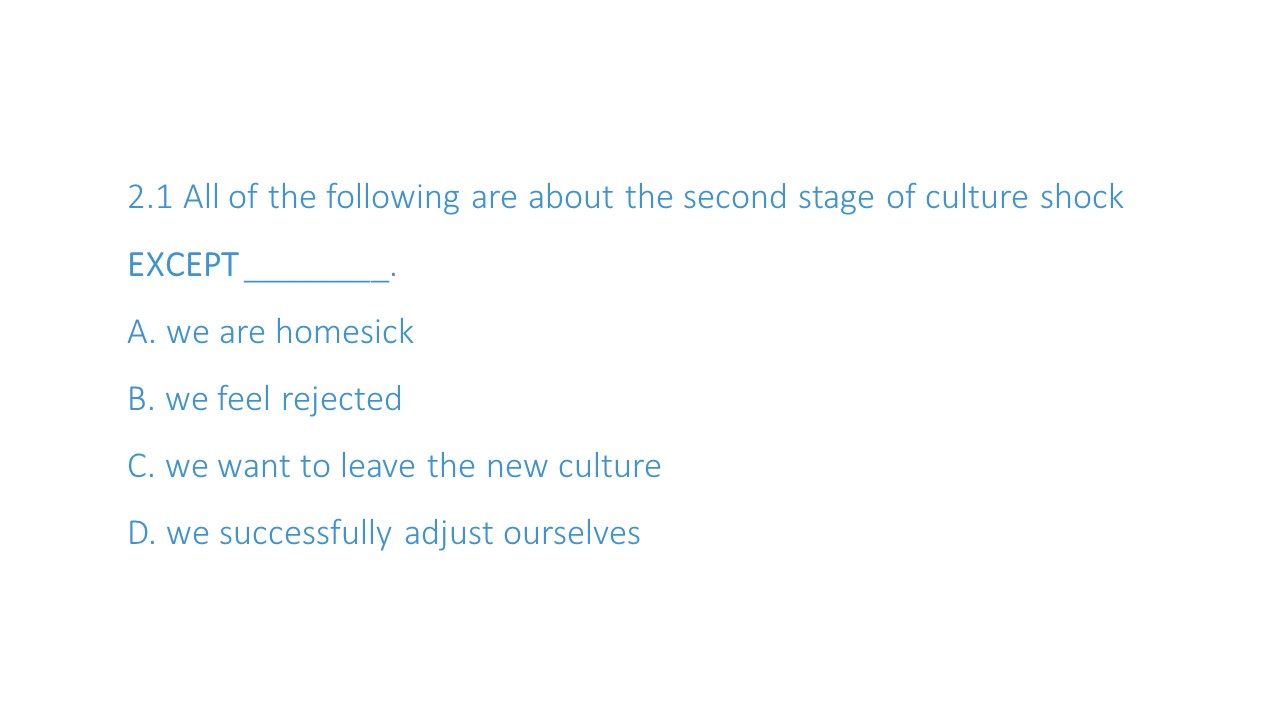 2.1 All of the following are about the second stage of culture shock
EXCEPT ________.
A. we are homesick
B. we feel rejected
C. we want to leave the new culture
D. we successfully adjust ourselves